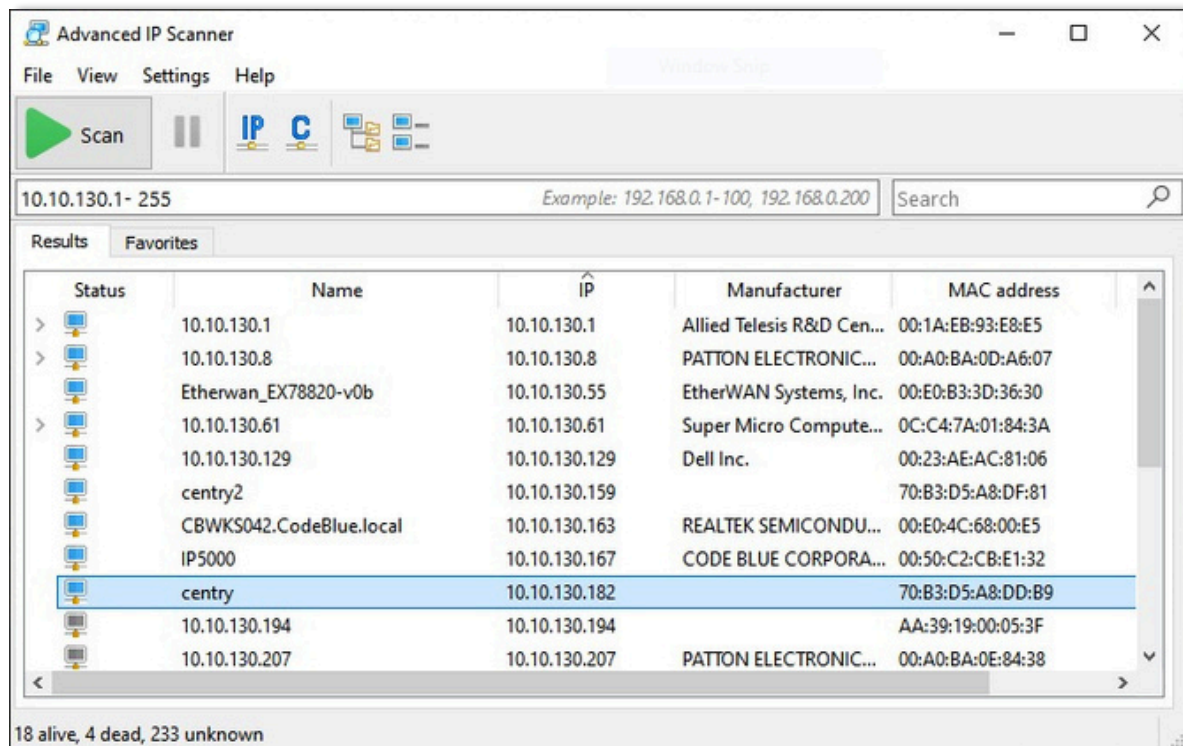 Advanced IP Scanner
File View Settings Help
Window Snip
Scan IP C
10.10.130.1- 255 Example: 192.168.0.1-100, 192.168.0.200 Search
Results Favorites
Status Name IP Manufacturer MAC address
10.10.130.1 10.10.130.1 Allied Telesis R&D Cen... 00:1A:EB:93:E8:E5
10.10.130.8 10.10.130.8 PATTON ELECTRONIC... 00:A0:BA:0D:A6:07
Etherwan_EX78820-v0b 10.10.130.55 EtherWAN Systems, Inc. 00:E0:B3:3D:36:30
10.10.130.61 10.10.130.61 Super Micro Compute... 0C:C4:7A:01:84:3A
10.10.130.129 10.10.130.129 Dell Inc. 00:23:AE:AC:81:06
centry2 10.10.130.159 70:B3:D5:A8:DF:81
CBWKS042.CodeBlue.local 10.10.130.163 REALTEK SEMICONDU... 00:E0:4C:68:00:E5
IP5000 10.10.130.167 CODE BLUE CORPORA... 00:50:C2:CB:E1:32
centry 10.10.130.182 70:B3:D5:A8:DD:B9
10.10.130.194 10.10.130.194 AA:39:19:00:05:3F
10.10.130.207 10.10.130.207 PATTON ELECTRONIC... 00:A0:BA:0E:84:38
18 alive, 4 dead, 233 unknown